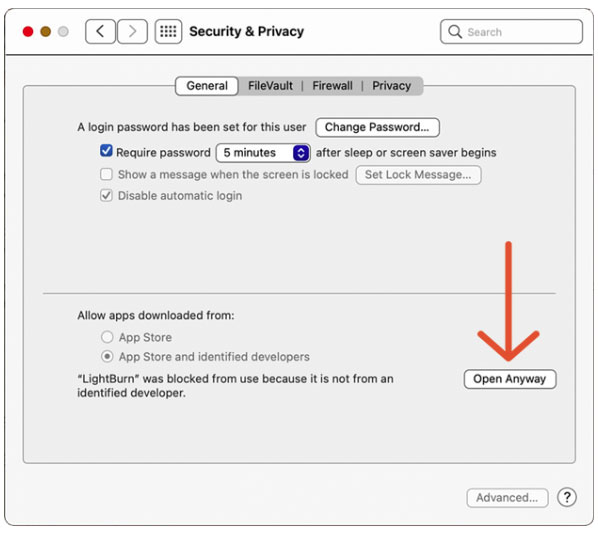 Security & Privacy
Search
General FileVault Firewall Privacy
A login password has been set for this user Change Password...
Require password 5 minutes after sleep or screen saver begins
Show a message when the screen is locked Set Lock Message...
Disable automatic login
Allow apps downloaded from:
App Store
App Store and identified developers
“LightBurn” was blocked from use because it is not from an
identified developer.
Open Anyway
Advanced... ?